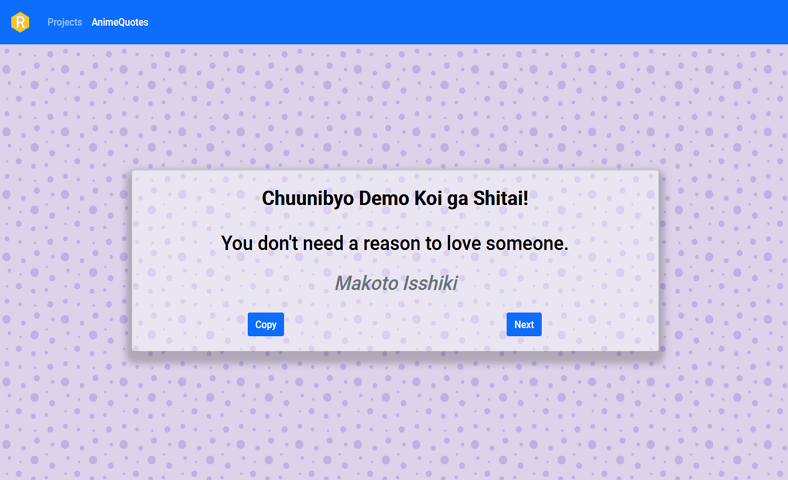 R Projects AnimeQuotes
Chuunibyo Demo Koi ga Shitai!
You don't need a reason to love someone.
Makoto Isshiki
Copy Next